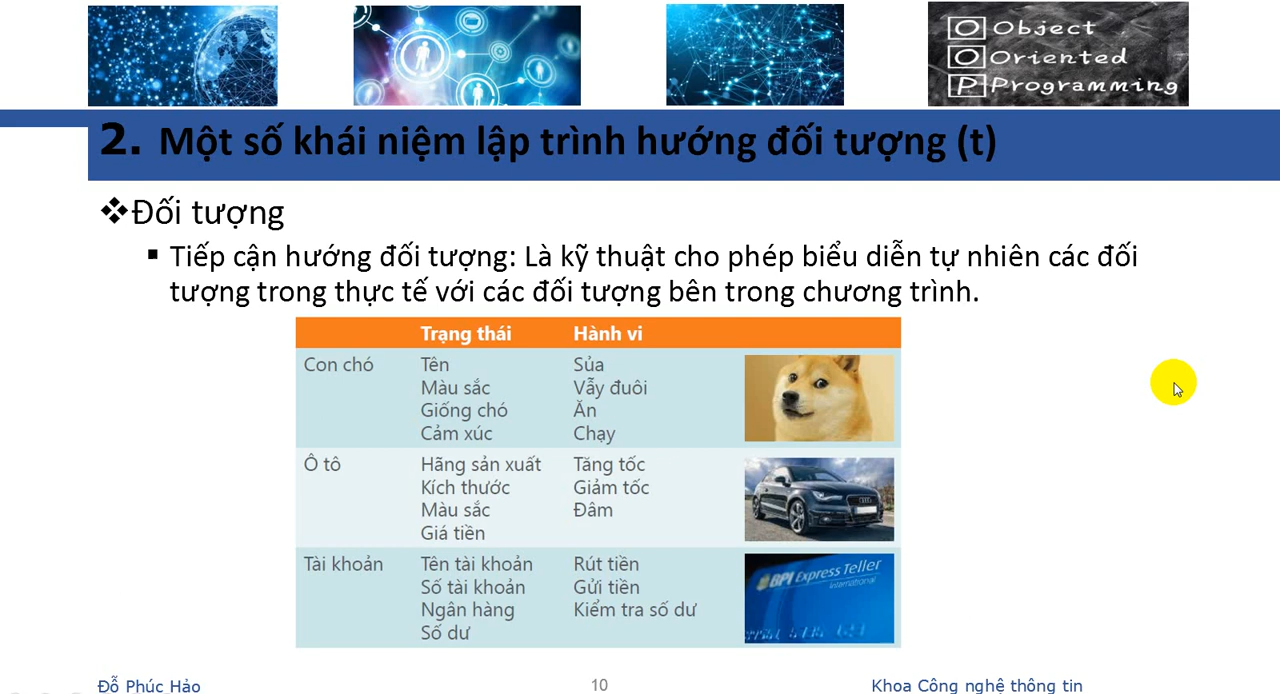 Object
Oriented
Programming
2. Một số khái niệm lập trình hướng đối tượng (t)
Đối tượng
Tiếp cận hướng đối tượng: Là kỹ thuật cho phép biểu diễn tự nhiên các đối
tượng trong thực tế với các đối tượng bên trong chương trình.
Trạng thái Hành vi
Con chó Tên Sủa
Màu sắc Vẫy đuôi
Giống chó Ăn
Cảm xúc Chạy
Ô tô Hãng sản xuất Tăng tốc
Kích thước Giảm tốc
Màu sắc Đâm
Giá tiền
Tài khoản Tên tài khoản Rút tiền
Số tài khoản Gửi tiền
Ngân hàng Kiểm tra số dư
Số dư
BPI Express Teller
International
Đỗ Phúc Hảo 10 Khoa Công nghệ thông tin